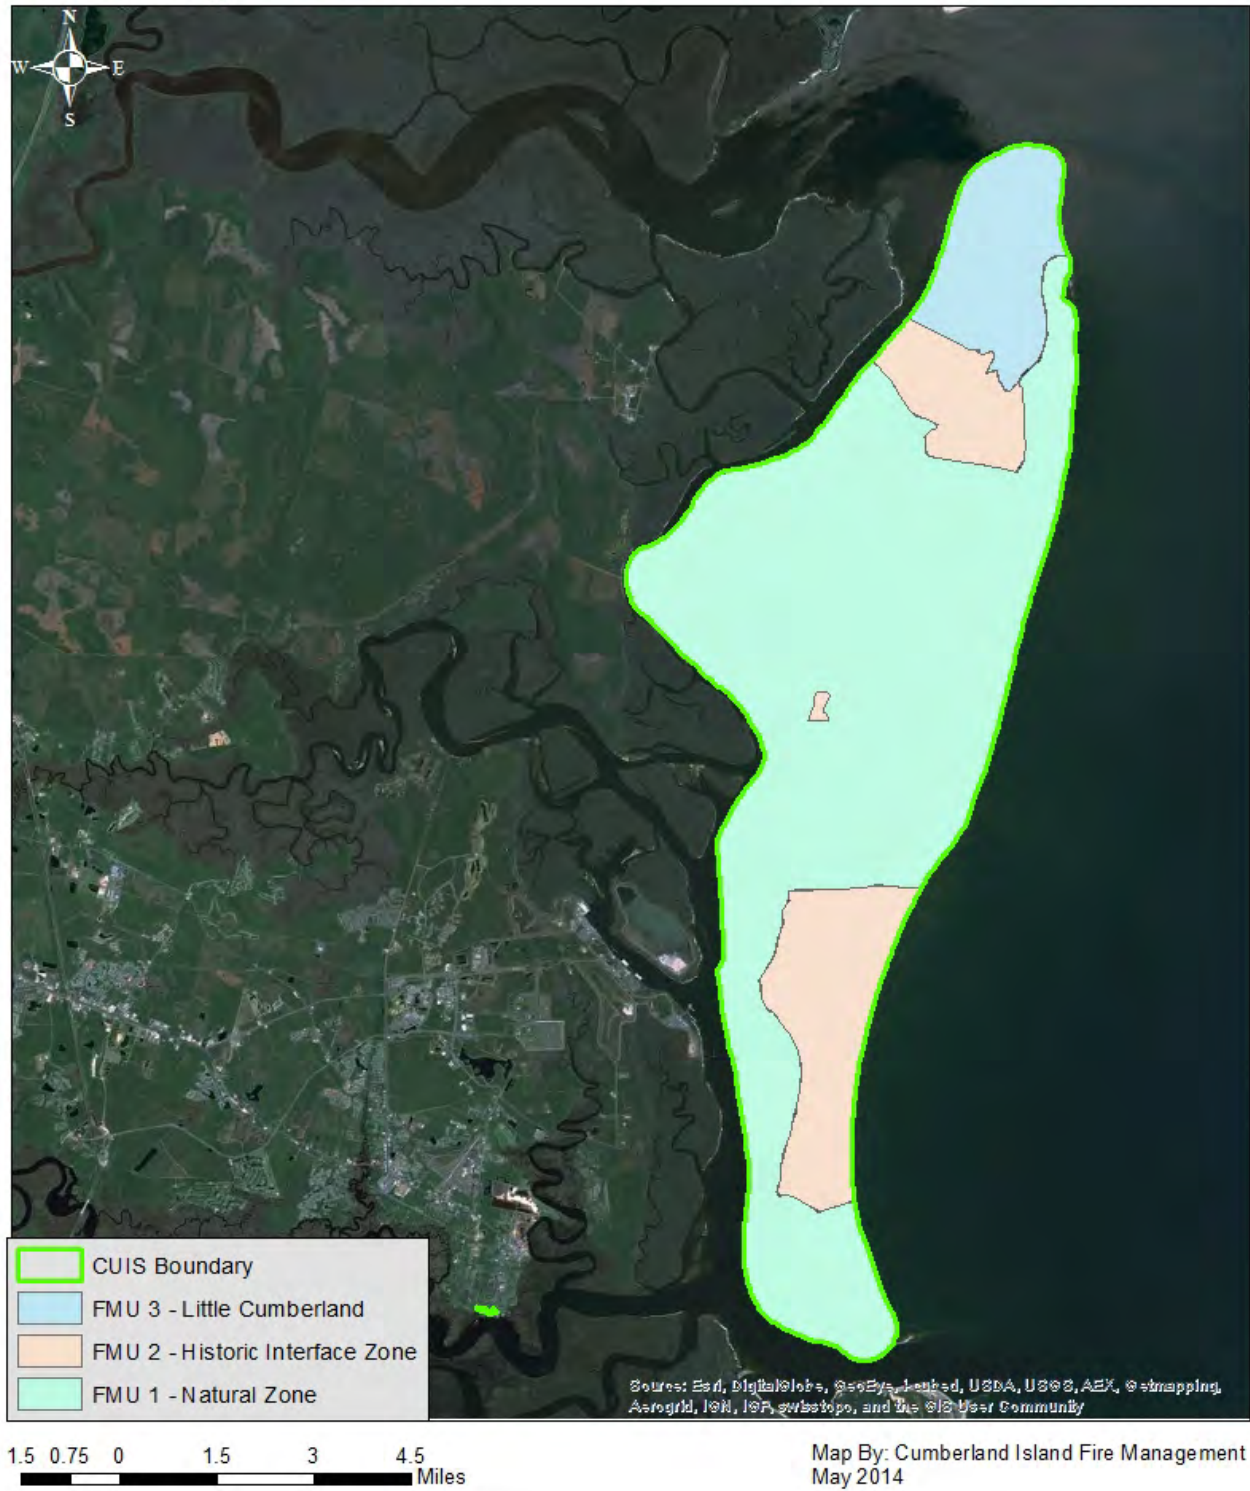 N
W E
S
CUIS Boundary
FMU 3 - Little Cumberland
FMU 2 - Historic Interface Zone
FMU 1 - Natural Zone
Source: Esri, DigitalGlobe, GeoEye, i-cubed, USDA, USGS, AEX, Getmapping,
Aerogrid, IGN, IGP, swisstopo, and the GIS User Community
1.5 0.75 0 1.5 3 4.5
Miles
Map By: Cumberland Island Fire Management
May 2014